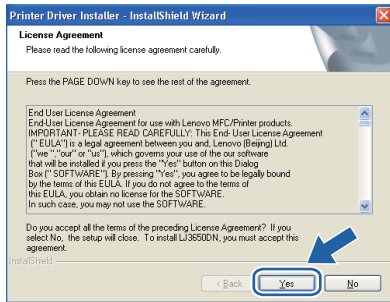 Printer Driver Installer - InstallShield Wizard
License Agreement
Please read the following license agreement carefully.
Press the PAGE DOWN key to see the rest of the agreement.
End User License Agreement
End-User License Agreement for use with Lenovo MFC/Printer products.
IMPORTANT- PLEASE READ CAREFULLY: This End- User License Agreement
(" EULA") is a legal agreement between you and, Lenovo (Beijing) Ltd.
("we ","our" or "us"), which governs your use of the our software
that will be installed if you press the "Yes" button on this Dialog
Box (" SOFTWARE"). By pressing "Yes", you agree to be legally bound
by the terms of this EULA. If you do not agree to the terms of
this EULA, you obtain no license for the SOFTWARE.
In such case, you may not use the SOFTWARE.
Do you accept all the terms of the preceding License Agreement? If you
select No, the setup will close. To install LJ3650DN, you must accept this
agreement.
InstallShield
< Back Yes No